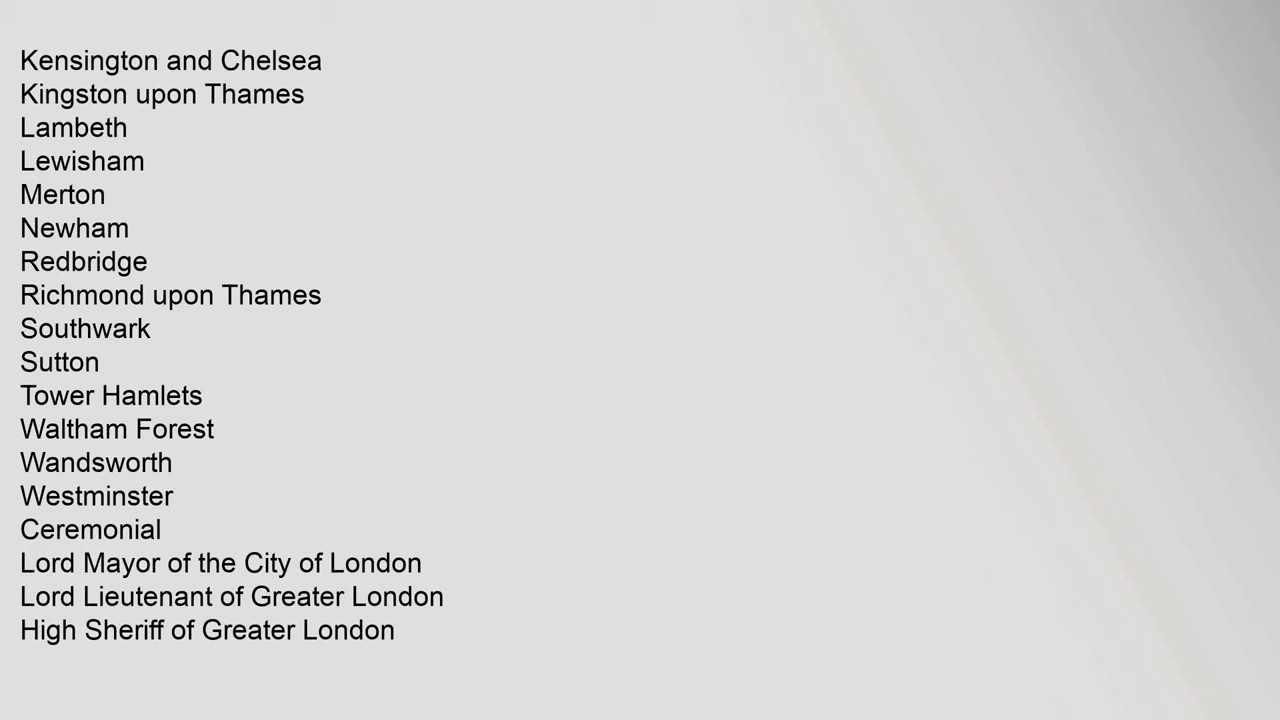 Kensington and Chelsea
Kingston upon Thames
Lambeth
Lewisham
Merton
Newham
Redbridge
Richmond upon Thames
Southwark
Sutton
Tower Hamlets
Waltham Forest
Wandsworth
Westminster
Ceremonial
Lord Mayor of the City of London
Lord Lieutenant of Greater London
High Sheriff of Greater London